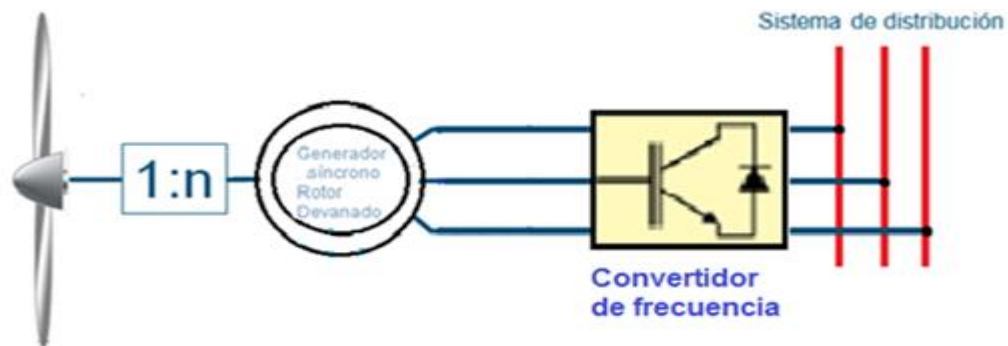 Sistema de distribución
1:n
Generador
síncrono
Rotor
Devanado
Convertidor
de frecuencia